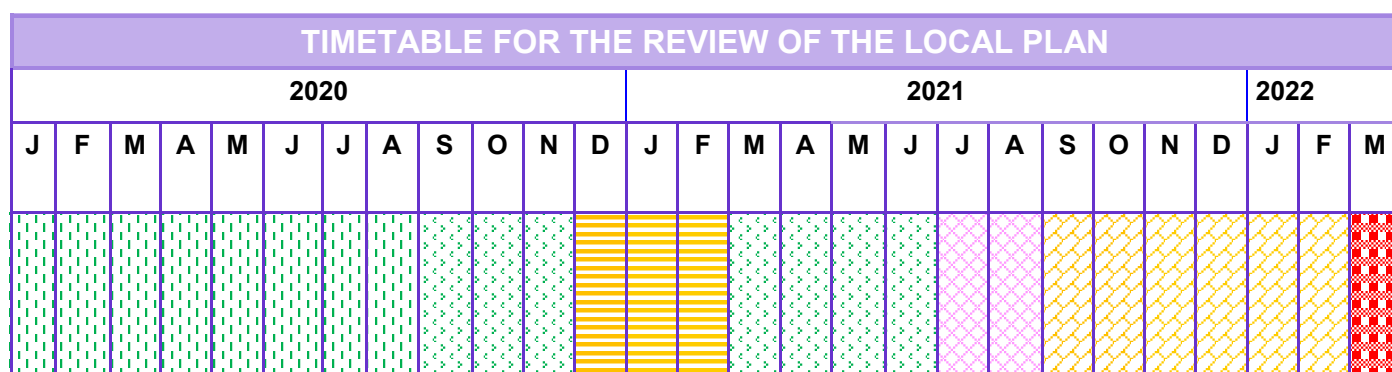 TIMETABLE FOR THE REVIEW OF THE LOCAL PLAN
2020 2021 2022
J F M A M J J A S O N D J F M A M J J A S O N D J F M